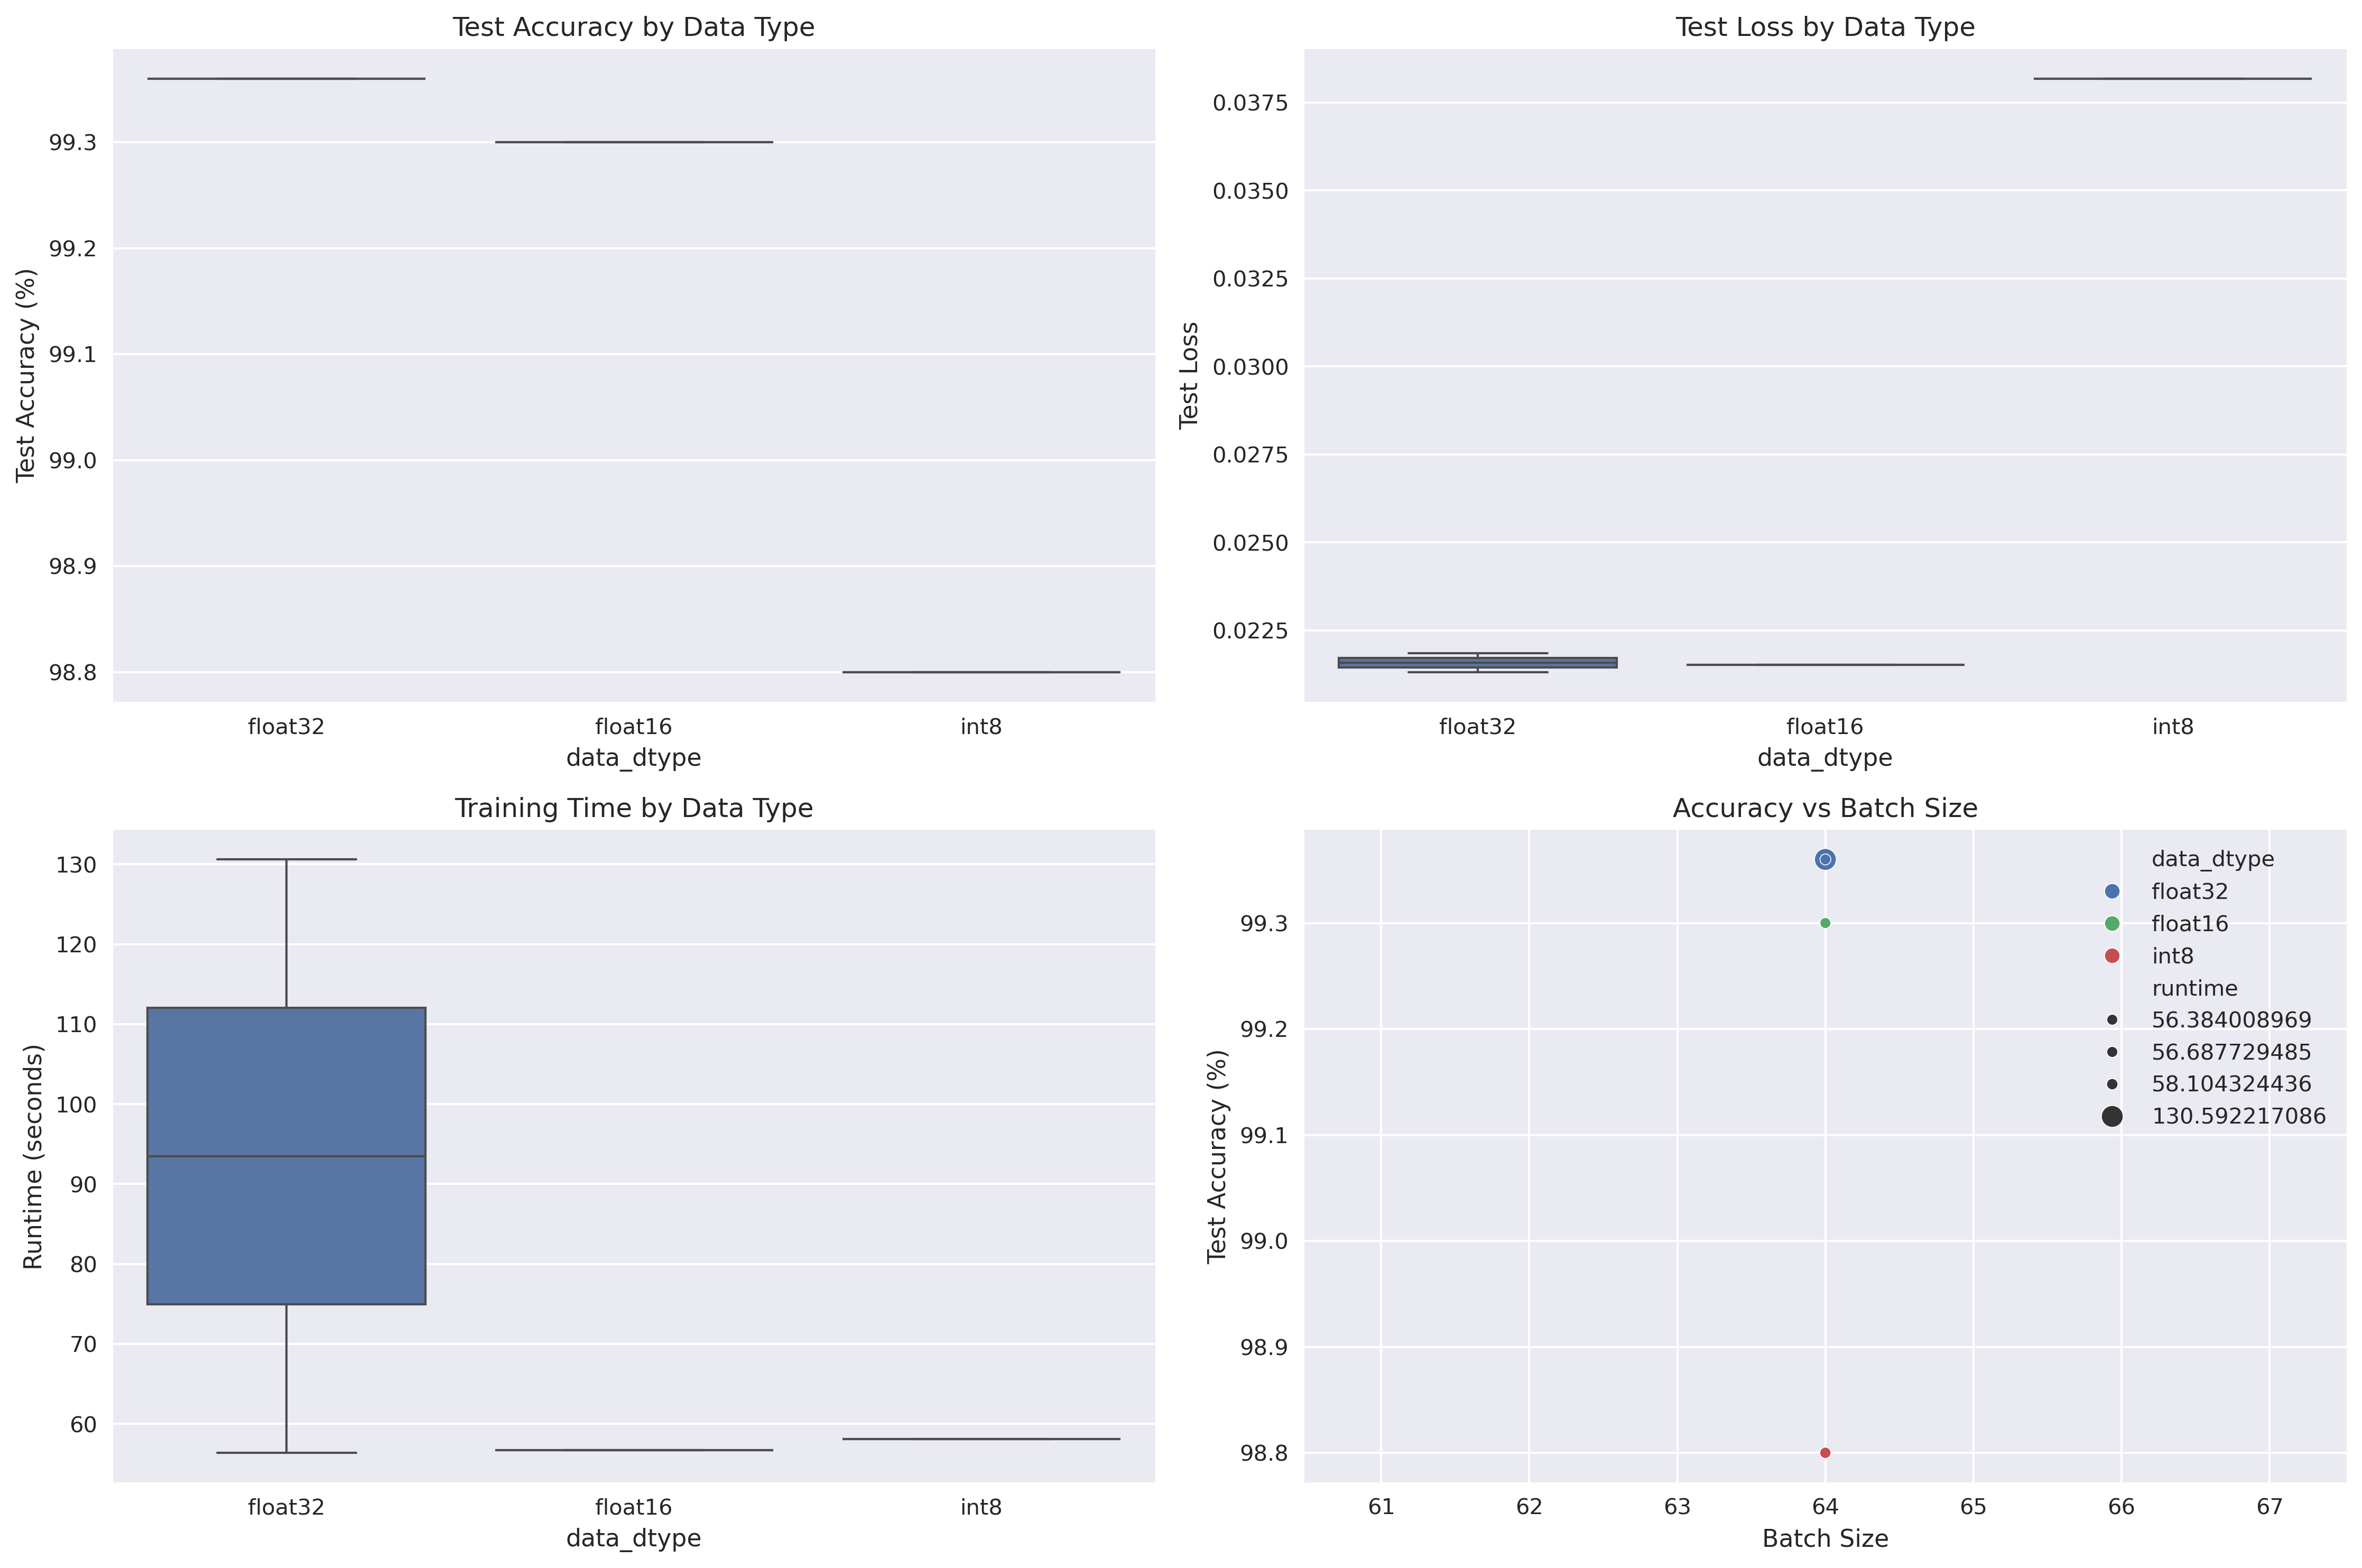 Test Accuracy by Data Type
Test Accuracy (%)
99.3
99.2
99.1
99.0
98.9
98.8
float32 float16 int8
data_dtype
Test Loss by Data Type
Test Loss
0.0375
0.0350
0.0325
0.0300
0.0275
0.0250
0.0225
float32 float16 int8
data_dtype
Training Time by Data Type
Runtime (seconds)
130
120
110
100
90
80
70
60
float32 float16 int8
data_dtype
Accuracy vs Batch Size
Test Accuracy (%)
99.3
99.2
99.1
99.0
98.9
98.8
61 62 63 64 65 66 67
Batch Size
data_dtype
float32
float16
int8
runtime
56.384008969
56.687729485
58.104324436
130.592217086